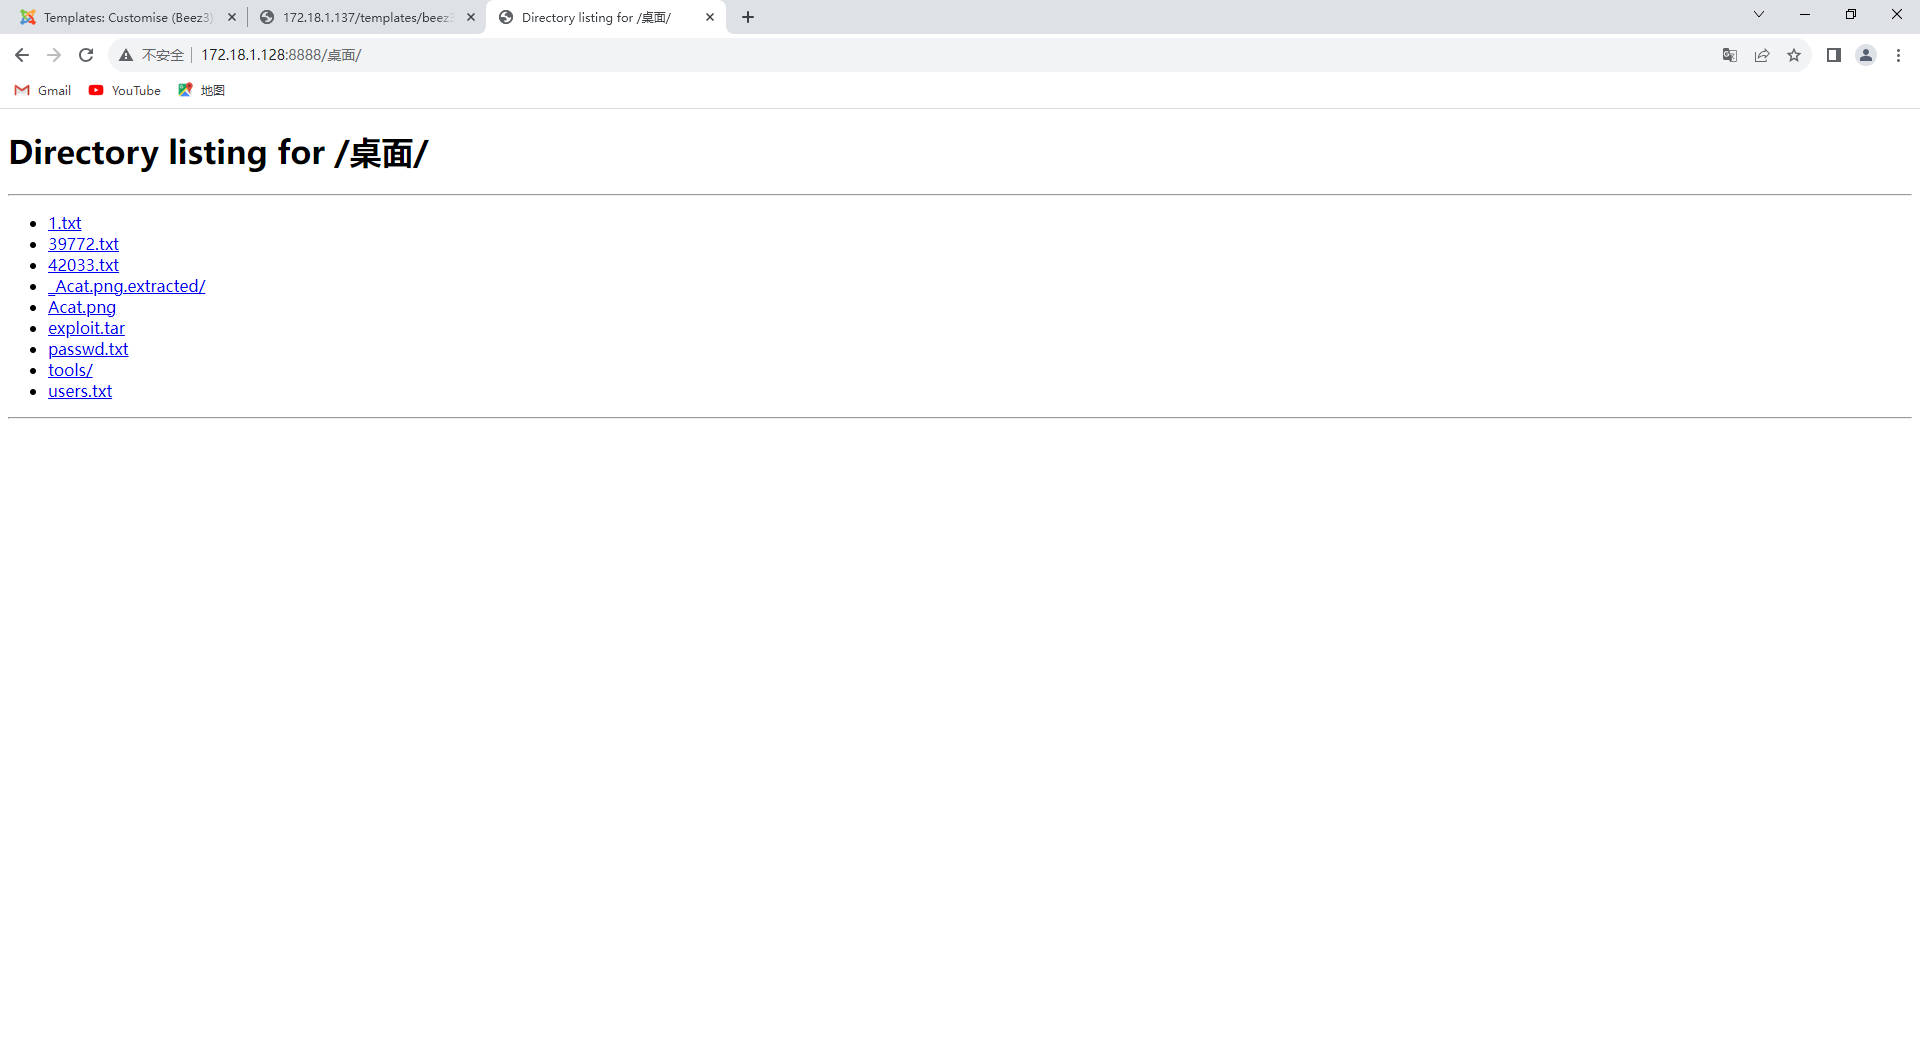 Templates: Customise (Beez3)
172.18.1.137/templates/beez3
Directory listing for /桌面/
不安全 172.18.1.128:8888/桌面/
Gmail YouTube 地图
Directory listing for /桌面/
1.txt
39772.txt
42033.txt
_Acat.png.extracted/
Acat.png
exploit.tar
passwd.txt
tools/
users.txt